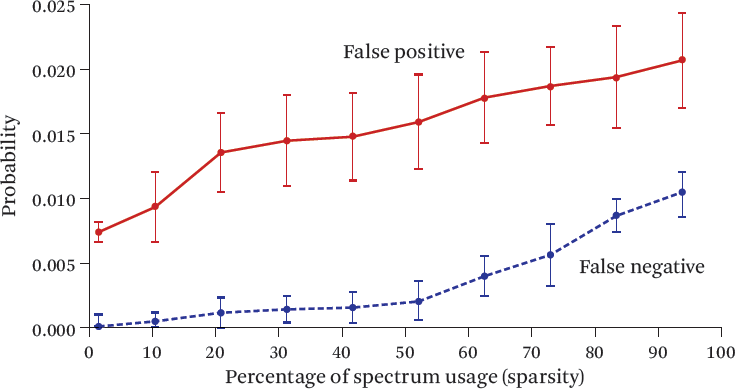 0.025
False positive
0.020
0.015
Probability
0.010
0.005
False negative
0.000
0 10 20 30 40 50 60 70 80 90 100
Percentage of spectrum usage (sparsity)